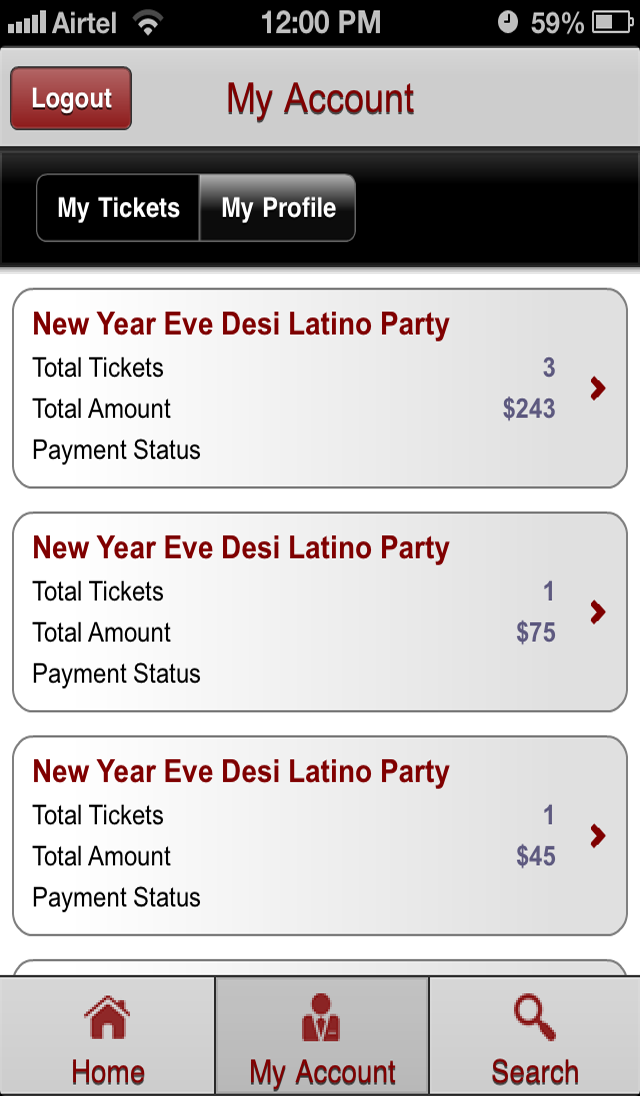 Airtel 12:00 PM 59%
Logout My Account
My Tickets My Profile
New Year Eve Desi Latino Party
Total Tickets 3
Total Amount $243
Payment Status
New Year Eve Desi Latino Party
Total Tickets 1
Total Amount $75
Payment Status
New Year Eve Desi Latino Party
Total Tickets 1
Total Amount $45
Payment Status
Home My Account Search